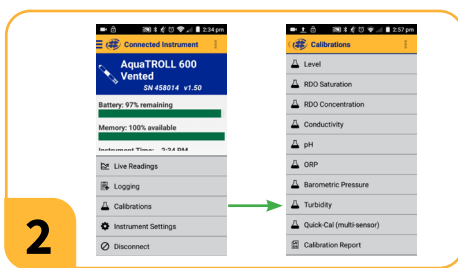 2:34 pm
Connected Instrument
AquaTROLL 600
Vented
SN 458014 v1.50
Battery: 97% remaining
Memory: 100% available
Instrument Time: 2:34 PM
Live Readings
Logging
Calibrations
Instrument Settings
Disconnect
2:57 pm
Calibrations
Level
RDO Saturation
RDO Concentration
Conductivity
pH
ORP
Barometric Pressure
Turbidity
Quick-Cal (multi-sensor)
Calibration Report
2